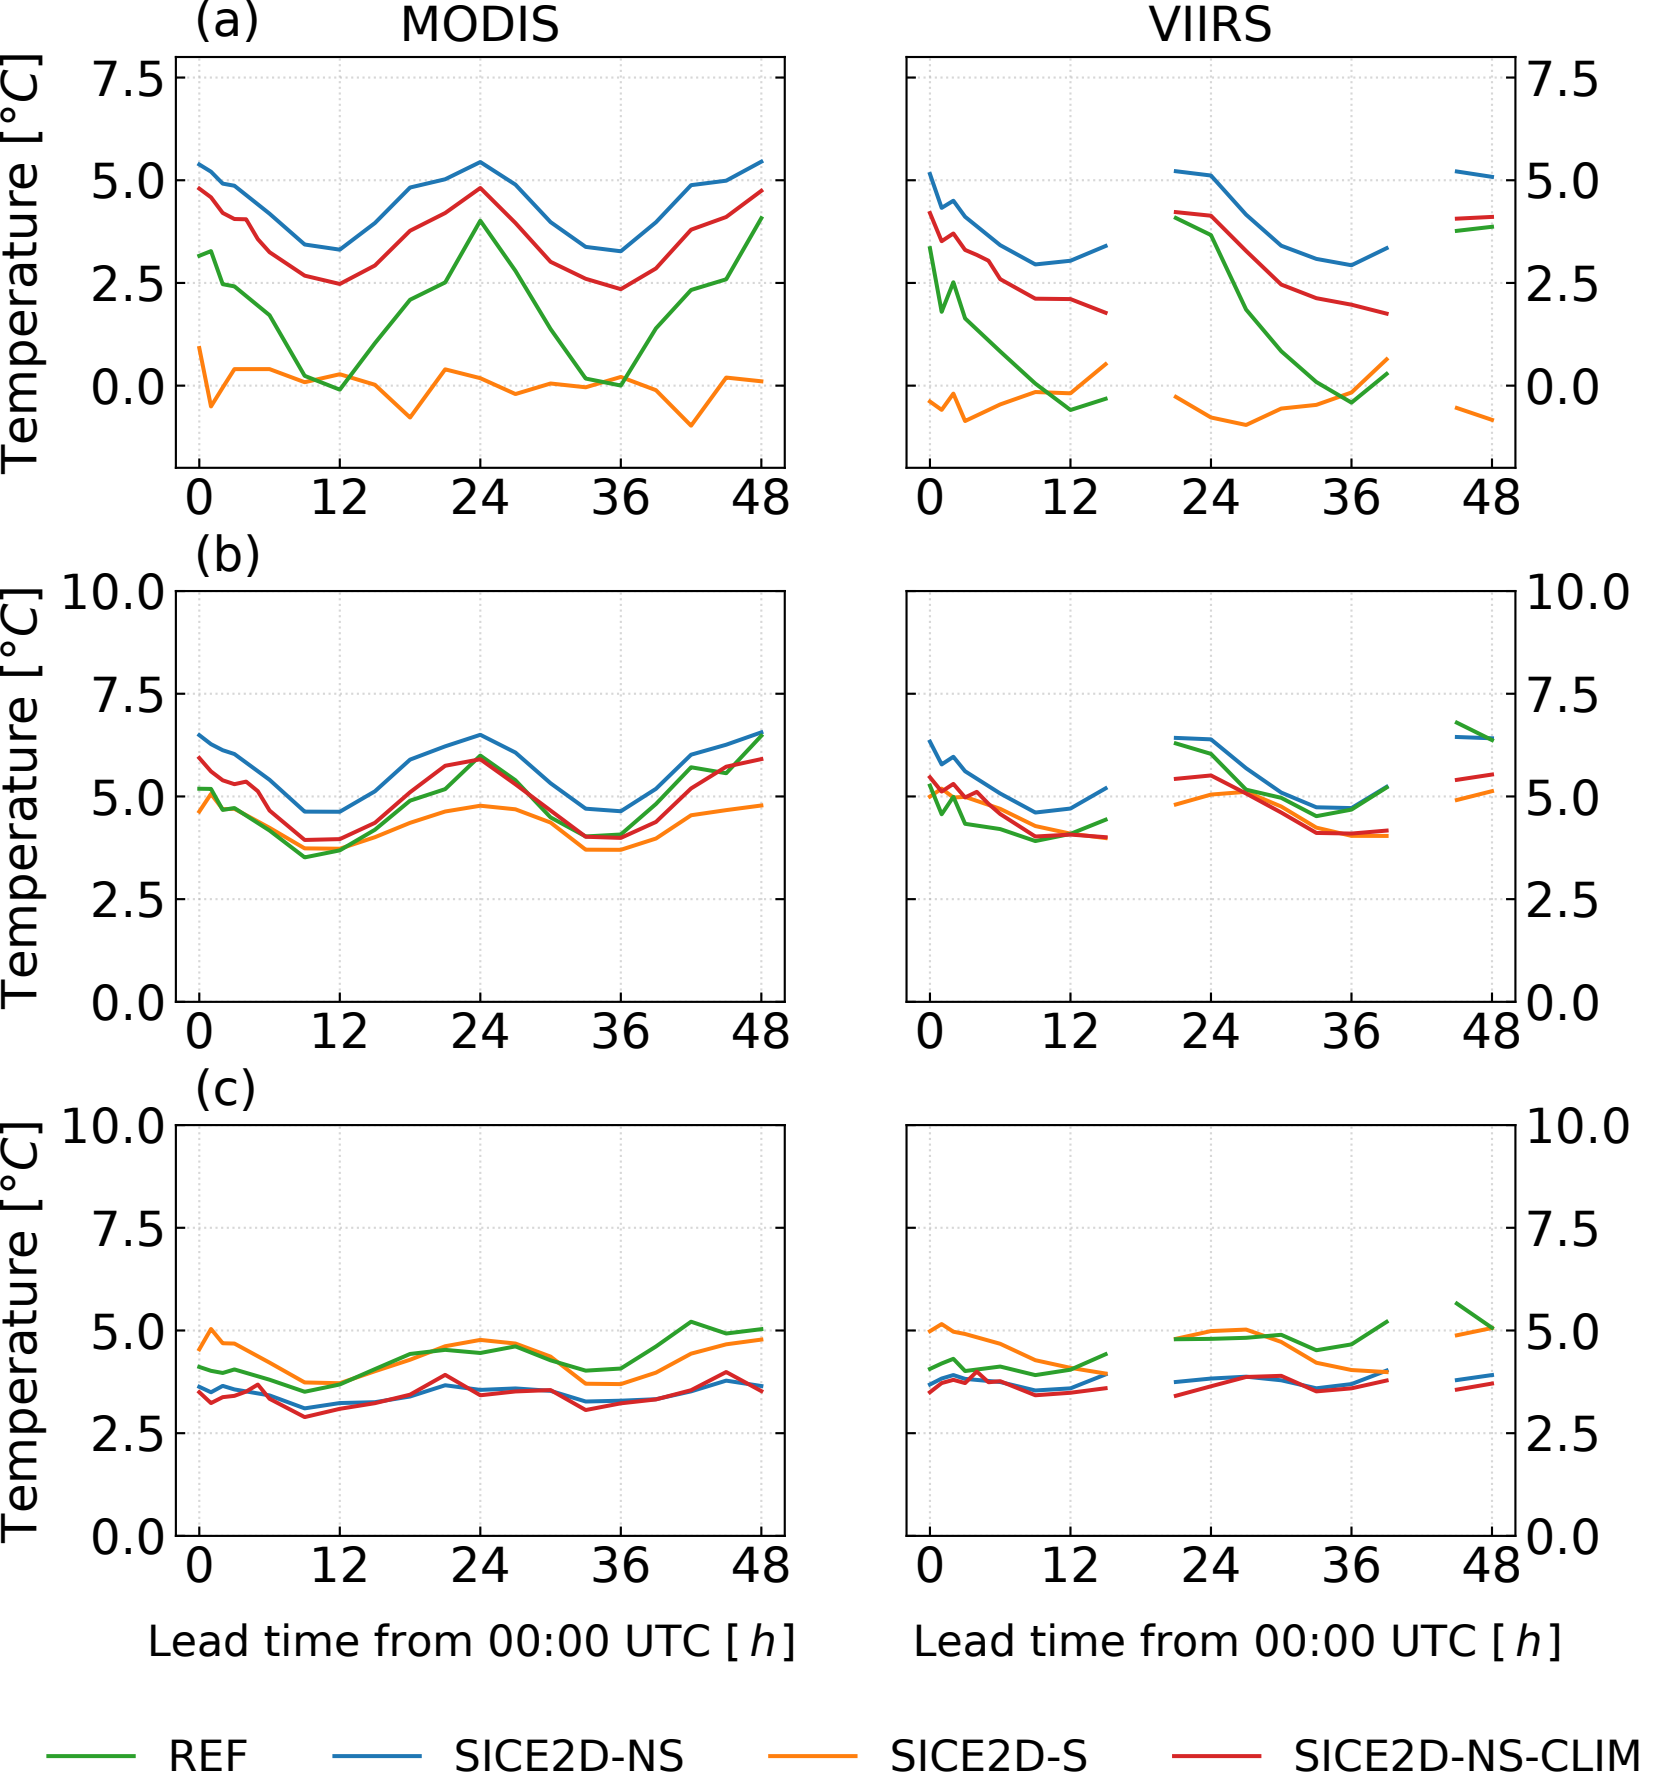 (a) MODIS VIIRS
Temperature [°C]
7.5
5.0
2.5
0.0
7.5
5.0
2.5
0.0
0 12 24 36 48
0 12 24 36 48
(b)
Temperature [°C]
10.0
7.5
5.0
2.5
0.0
10.0
7.5
5.0
2.5
0.0
0 12 24 36 48
0 12 24 36 48
(c)
Temperature [°C]
10.0
7.5
5.0
2.5
0.0
10.0
7.5
5.0
2.5
0.0
0 12 24 36 48
0 12 24 36 48
Lead time from 00:00 UTC [h]
Lead time from 00:00 UTC [h]
REF SICE2D-NS SICE2D-S SICE2D-NS-CLIM